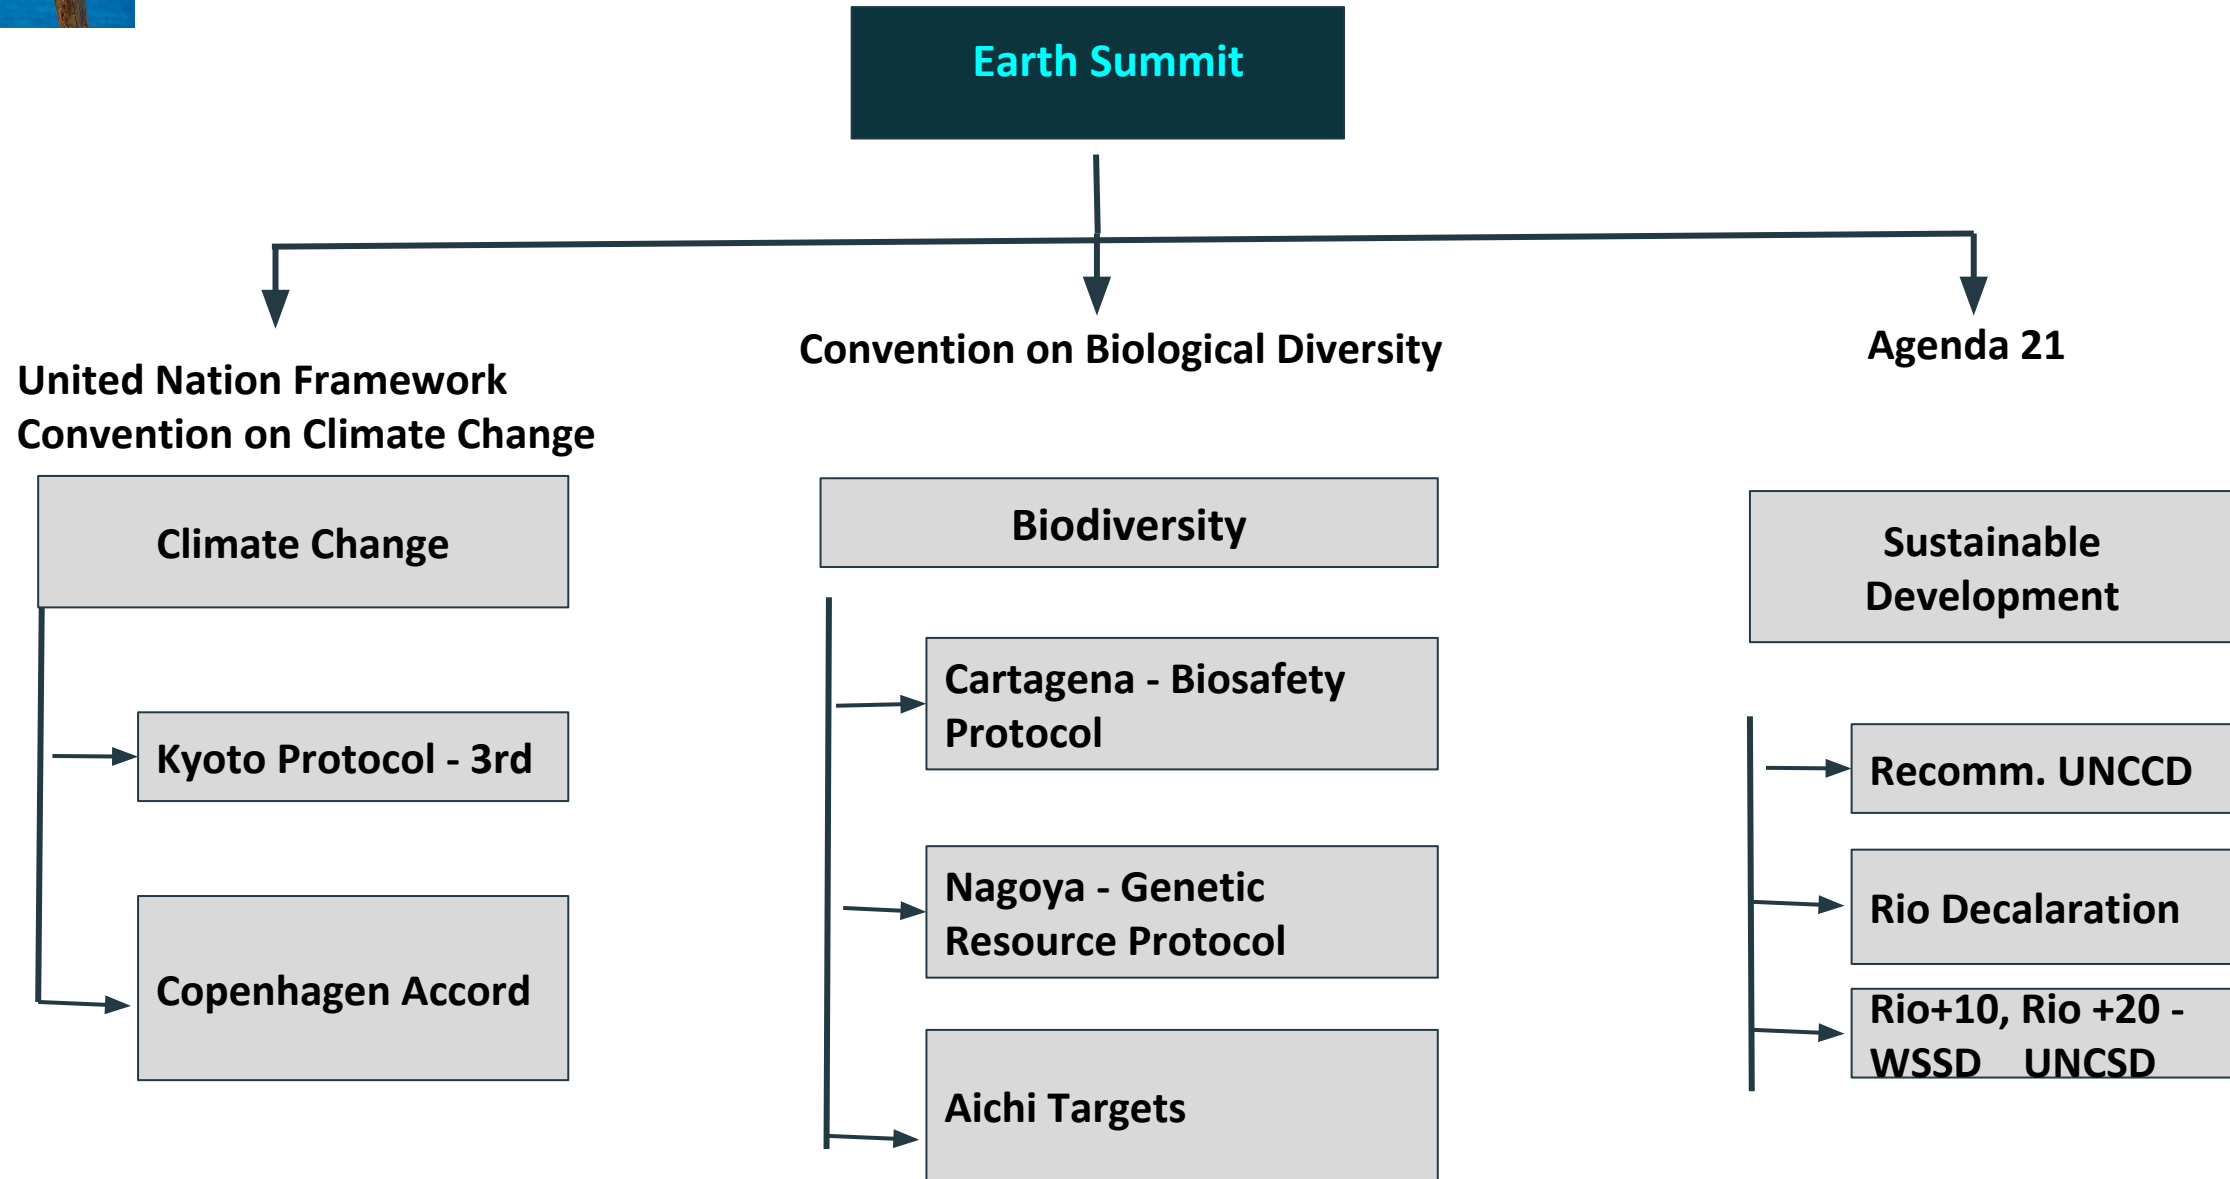 Earth Summit
United Nation Framework
Convention on Climate Change
Convention on Biological Diversity
Agenda 21
Climate Change
Kyoto Protocol - 3rd
Copenhagen Accord
Biodiversity
Cartagena - Biosafety
Protocol
Nagoya - Genetic
Resource Protocol
Aichi Targets
Sustainable
Development
Recomm. UNCCD
Rio Decalaration
Rio+10, Rio +20 -
WSSD UNCSD